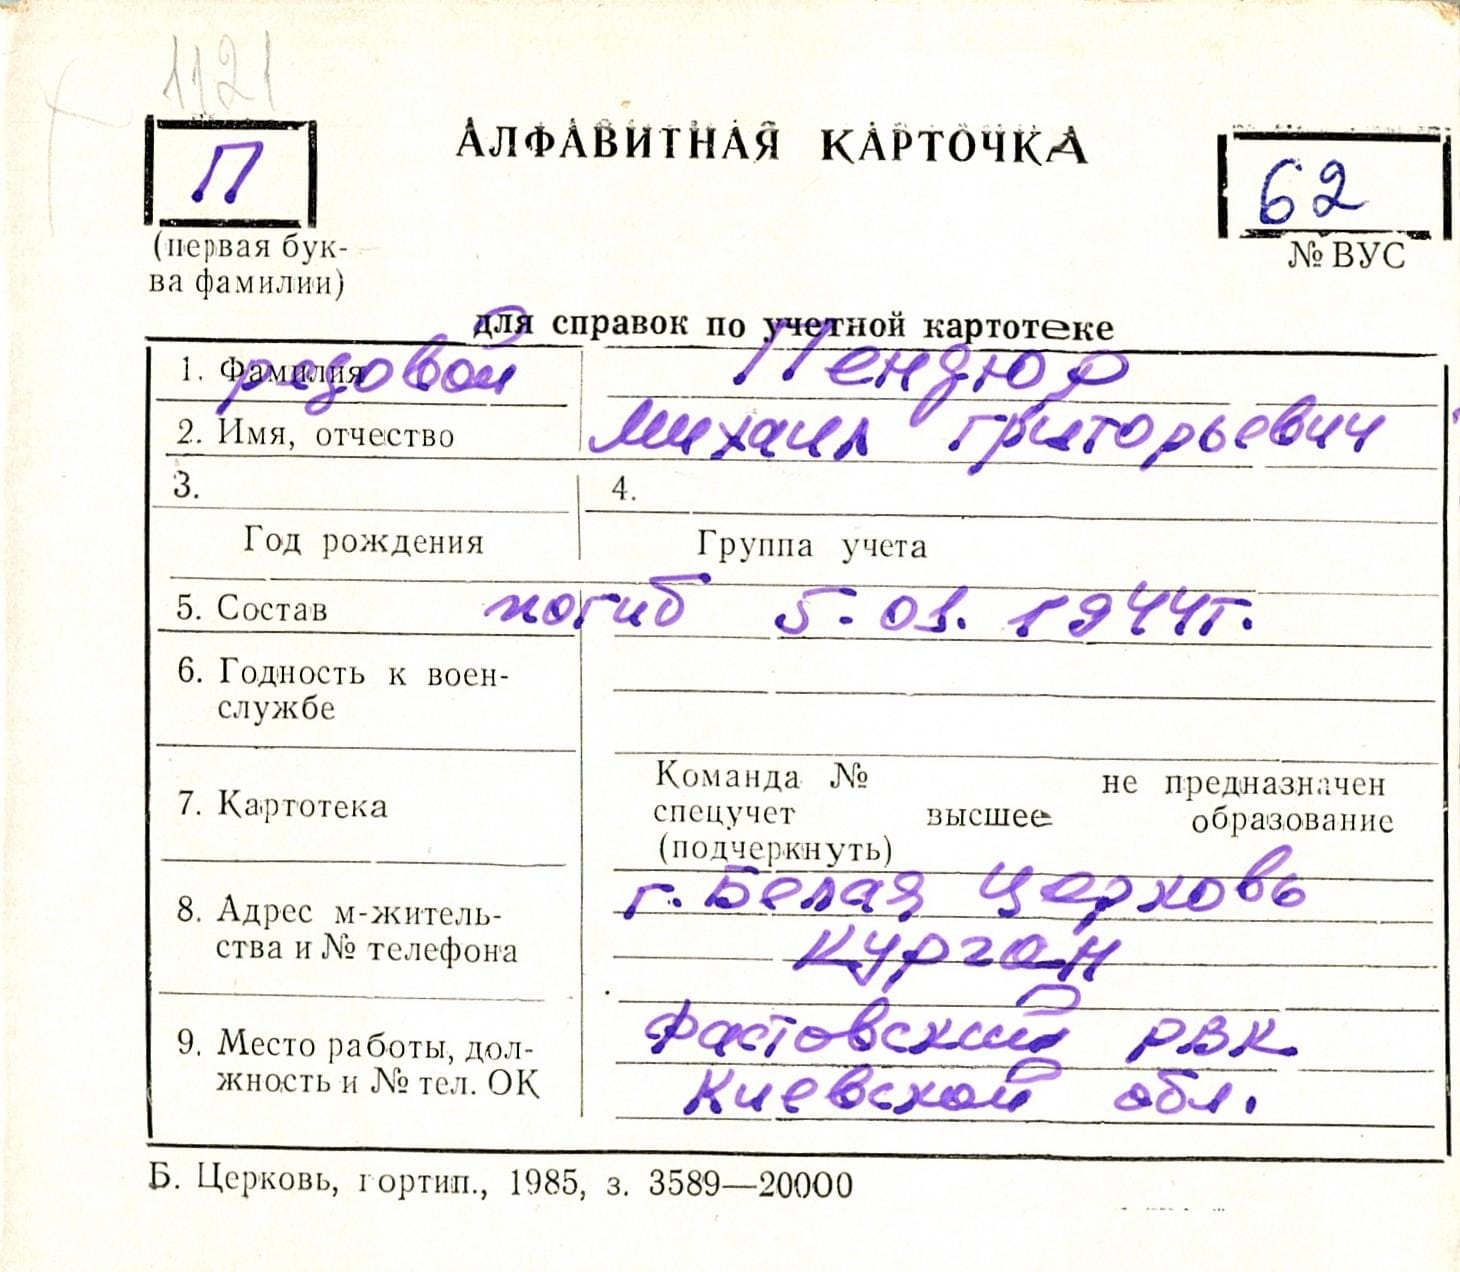 1121
АЛФАВИТНАЯ КАРТОЧКА
П
62
(первая бук-
ва фамилии)
№ ВУС
для справок по учетной картотеке
1. Фамилия рядовой Пендюр
2. Имя, отчество Михаил Григорьевич
3. 4.
Год рождения Группа учета
5. Состав погиб 5.01.1944г.
6. Годность к воен-
службе
7. Картотека
Команда № не предназначен
спецучет высшее образование
(подчеркнуть)
8. Адрес м-житель-
ства и № телефона
г. Белая Церковь
Курган
9. Место работы, дол-
жность и № тел. ОК
Фастовский РВК
Киевской обл.
Б. Церковь, гортип., 1985, з. 3589—20000